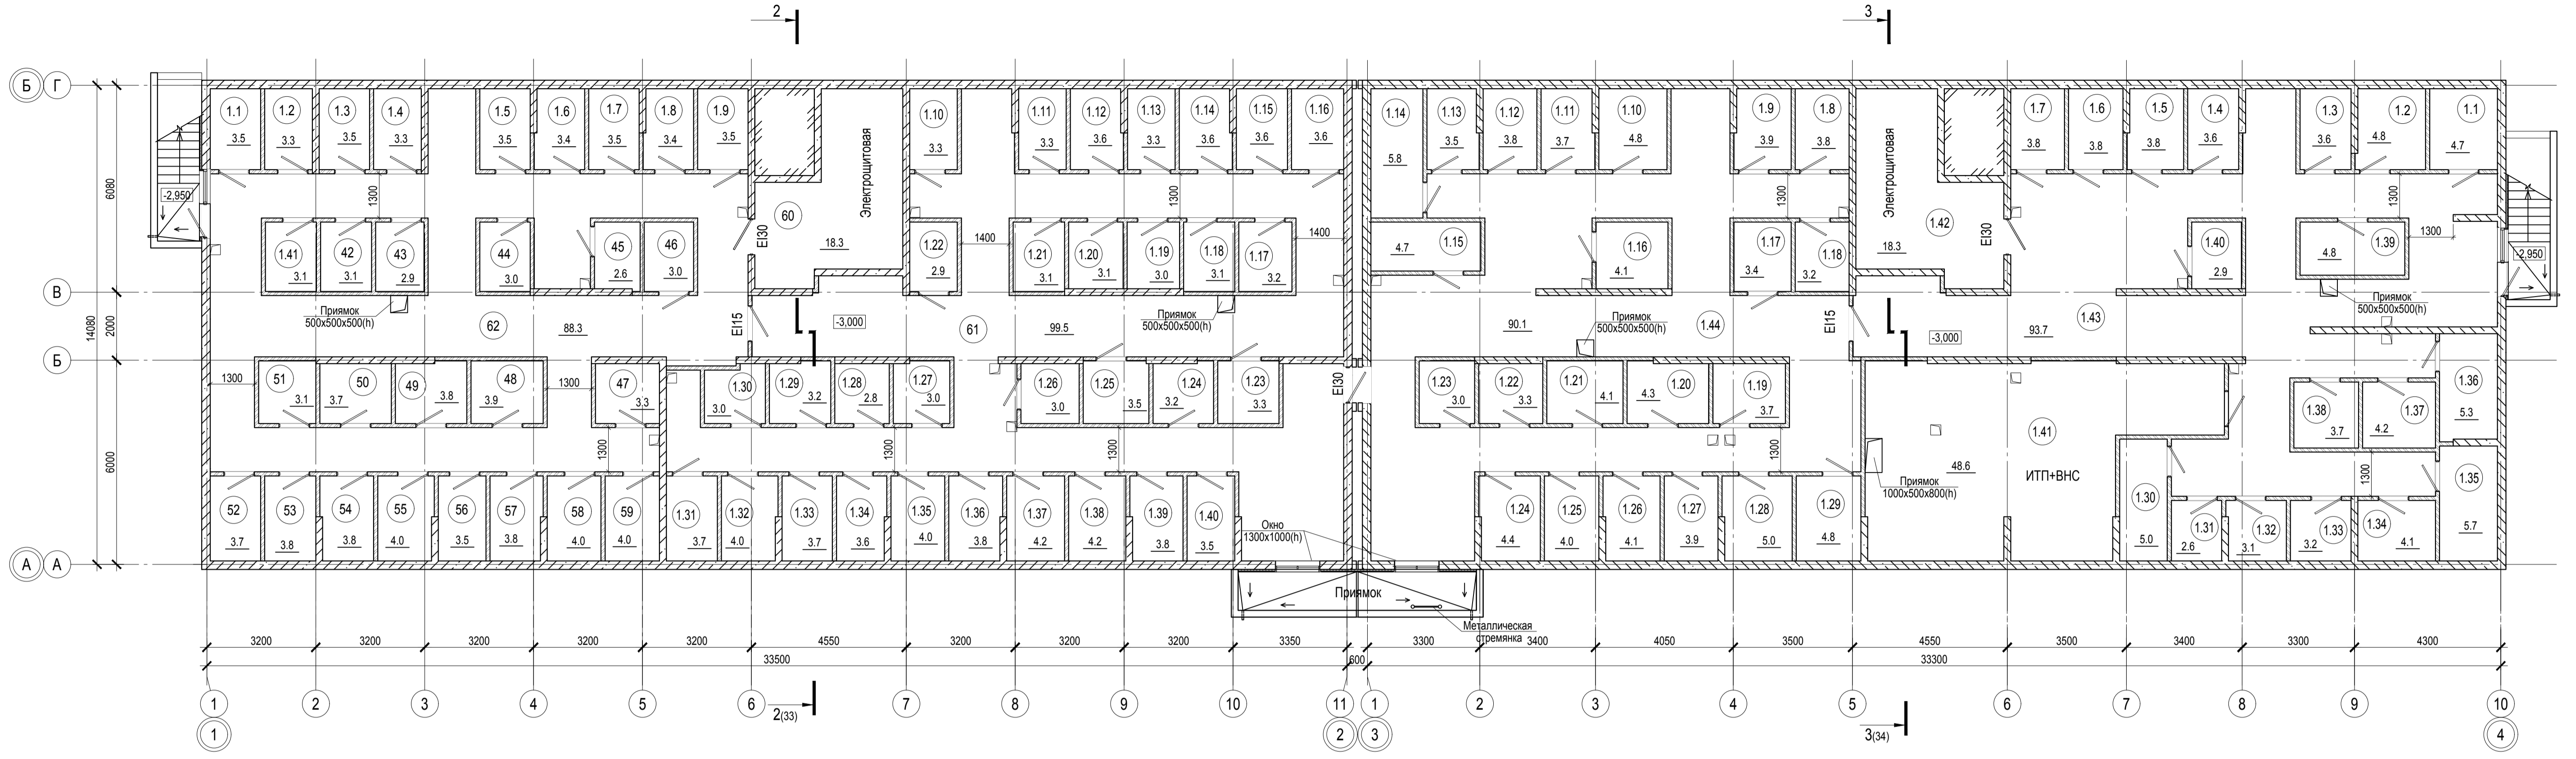 2
3
Б Г
1.1 1.2 1.3 1.4 1.5 1.6 1.7 1.8 1.9 1.10 1.11 1.12 1.13 1.14 1.15 1.16 1.14 1.13 1.12 1.11 1.10 1.9 1.8 1.7 1.6 1.5 1.4 1.3 1.2 1.1
3.5 3.3 3.5 3.3 3.5 3.4 3.5 3.4 3.5 3.3 3.3 3.6 3.3 3.6 3.6 3.6 5.8 3.5 3.8 3.7 4.8 3.9 3.8 3.8 3.8 3.8 3.6 3.6 4.8 4.7
Электрощитовая
Электрощитовая
-2,950
6080
1300
1300
1300
1300
60
18.3
EI30
1.42
18.3
EI30
1.41 42 43 44 45 46 1.22 1.21 1.20 1.19 1.18 1.17 1.15 1.16 1.17 1.18 1.40 1.39
3.1 3.1 2.9 3.0 2.6 3.0 2.9 3.1 3.1 3.0 3.1 3.2 4.7 4.1 3.4 3.2 2.9 4.8
1400
1400
1300
-2,950
В
14080
2000
Приямок
500x500x500(h)
62
88.3
EI15
-3,000
61
99.5
Приямок
500x500x500(h)
90.1
Приямок
500x500x500(h)
1.44
EI15
-3,000
93.7
1.43
Приямок
500x500x500(h)
Б
1300
51 50 49 48
3.1 3.7 3.8 3.9
1300
47
3.3
1.30 1.29 1.28 1.27 1.26 1.25 1.24 1.23
3.0 3.2 2.8 3.0 3.0 3.5 3.2 3.3
EI30
1.23 1.22 1.21 1.20 1.19
3.0 3.3 4.1 4.3 3.7
1.41
48.6
ИТП+ВНС
1.38 1.37 1.36
3.7 4.2 5.3
6000
1300
1300
1300
1300
1300
Приямок
1000x500x800(h)
52 53 54 55 56 57 58 59 1.31 1.32 1.33 1.34 1.35 1.36 1.37 1.38 1.39 1.40
3.7 3.8 3.8 4.0 3.5 3.8 4.0 4.0 3.7 4.0 3.7 3.6 4.0 3.8 4.2 4.2 3.8 3.5
Окно
1300x1000(h)
1.24 1.25 1.26 1.27 1.28 1.29 1.30 1.31 1.32 1.33 1.34 1.35
4.4 4.0 4.1 3.9 5.0 4.8 5.0 2.6 3.1 3.2 4.1 5.7
А А
Приямок
Металлическая
стремянка
3200 3200 3200 3200 3200 4550 3200 3200 3200 3350 3300 3400 4050 3500 4550 3500 3400 3300 4300
33500 600 33300
1 2 3 4 5 6 7 8 9 10 11 1 2 3 4 5 6 7 8 9 10
2(33)
3(34)
1 2 3 4